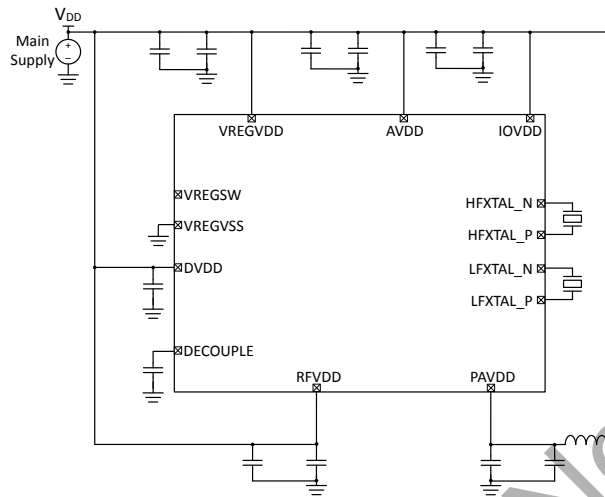 VDD
Main
Supply
+
−
VREGVDD
AVDD
IOVDD
VREGSW
VREGVSS
DVDD
DECOUPLE
HFXTAL_N
HFXTAL_P
LFXTAL_N
LFXTAL_P
RFVDD
PAVDD